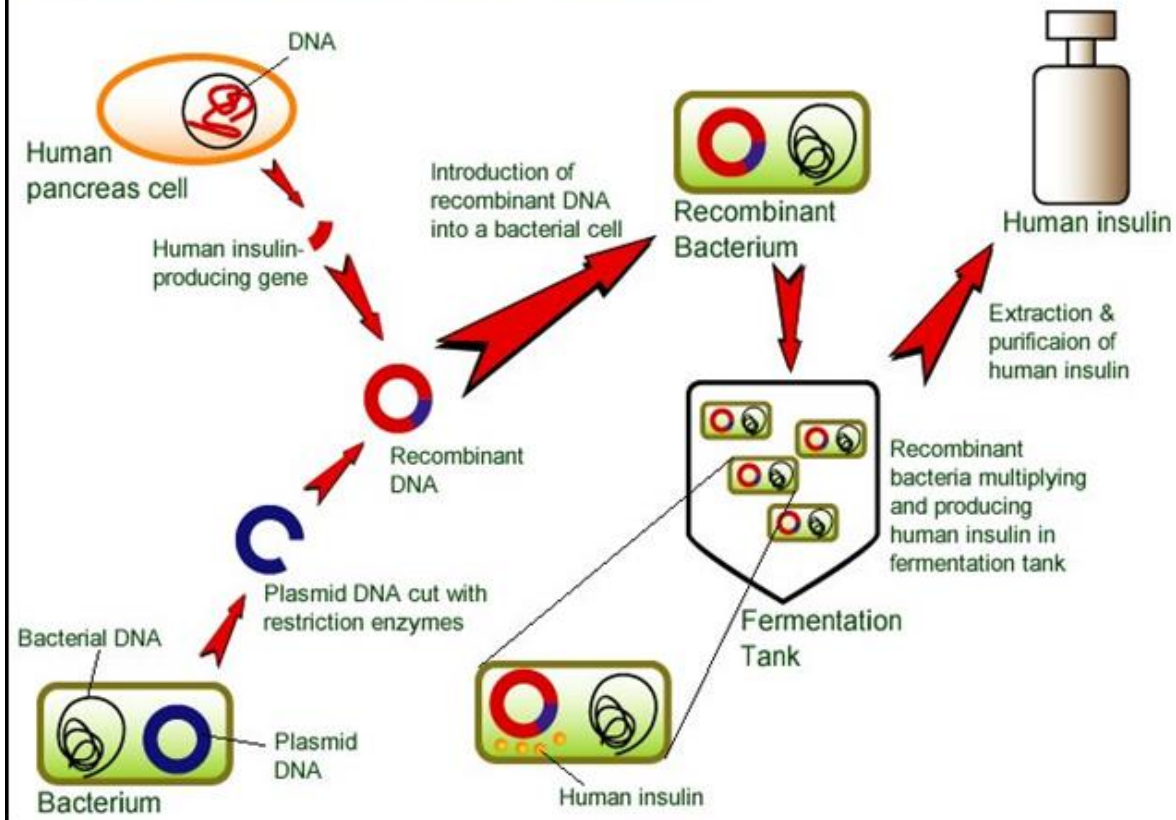 DNA
Human
pancreas cell
Human insulin-
producing gene
Introduction of
recombinant DNA
into a bacterial cell
Recombinant
Bacterium
Human insulin
Extraction &
purificaion of
human insulin
Recombinant
DNA
Recombinant
bacteria multiplying
and producing
human insulin in
fermentation tank
Plasmid DNA cut with
restriction enzymes
Fermentation
Tank
Bacterial DNA
Plasmid
DNA
Bacterium
Human insulin